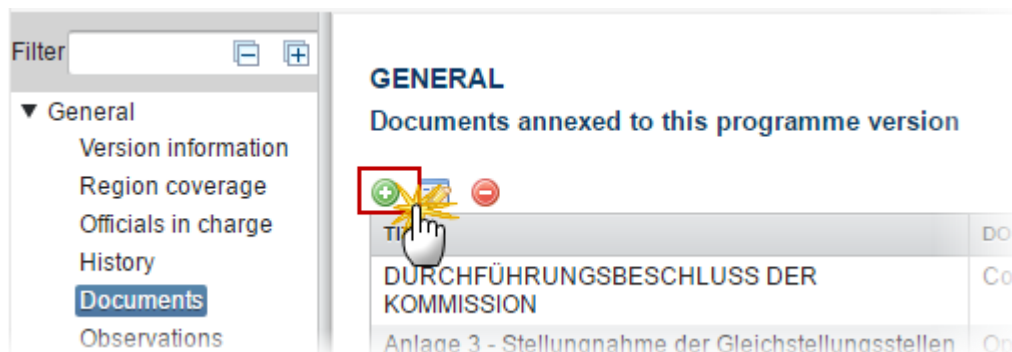 Filter
▼ General
Version information
Region coverage
Officials in charge
History
Documents
Observations
GENERAL
Documents annexed to this programme version
DURCHFÜHRUNGSBESCHLUSS DER
KOMMISSION
Anlage 3 - Stellungnahme der Gleichstellungsstellen